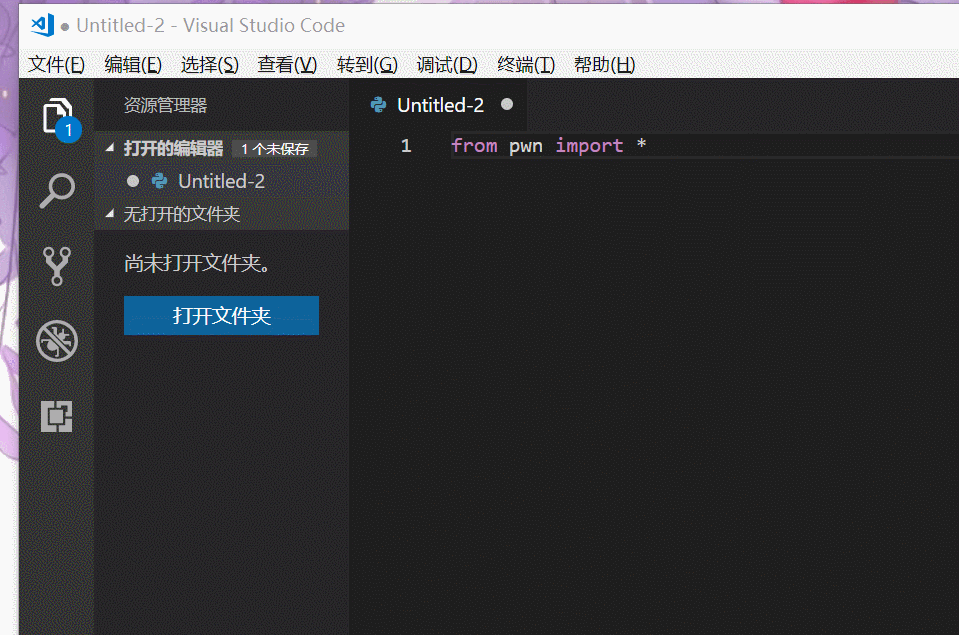 ● Untitled-2 - Visual Studio Code
文件(F) 编辑(E) 选择(S) 查看(V) 转到(G) 调试(D) 终端(T) 帮助(H)
资源管理器
Untitled-2
1
打开的编辑器 1 个未保存
1 from pwn import *
Untitled-2
无打开的文件夹
尚未打开文件夹。
打开文件夹